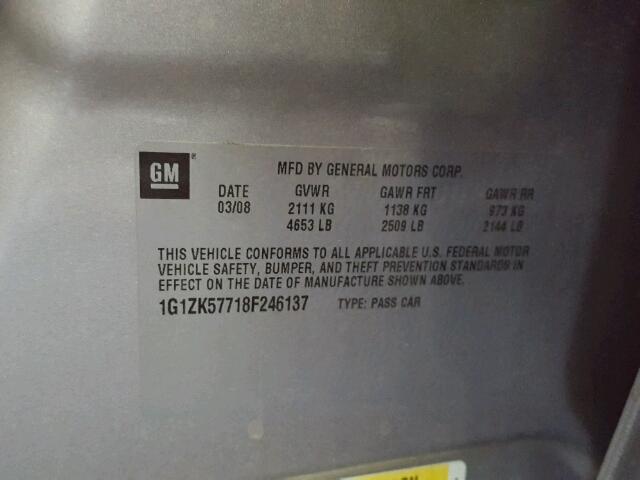 GM ®
MFD BY GENERAL MOTORS CORP.
DATE GVWR GAWR FRT GAWR RR
03/08 2111 KG 1138 KG 973 KG
4653 LB 2509 LB 2144 LB
THIS VEHICLE CONFORMS TO ALL APPLICABLE U.S. FEDERAL MOTOR
VEHICLE SAFETY, BUMPER, AND THEFT PREVENTION STANDARDS IN
EFFECT ON THE DATE OF MANUFACTURE SHOWN ABOVE.
1G1ZK57718F246137 TYPE: PASS CAR